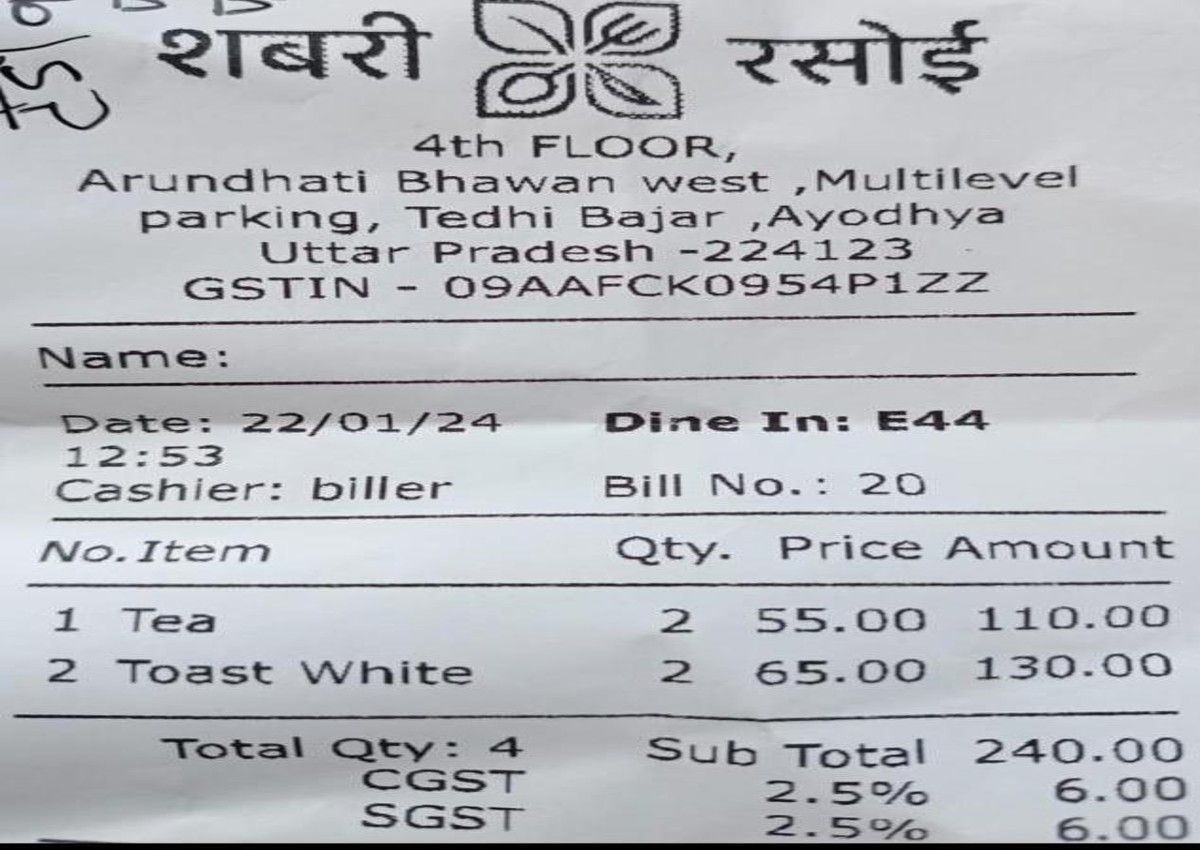 शबरी रसोई
4th FLOOR,
Arundhati Bhawan west ,Multilevel
parking, Tedhi Bajar ,Ayodhya
Uttar Pradesh -224123
GSTIN - 09AAFCK0954P1ZZ
Name:
Date: 22/01/24 Dine In: E44
12:53
Cashier: biller Bill No.: 20
No.Item Qty. Price Amount
1 Tea 2 55.00 110.00
2 Toast White 2 65.00 130.00
Total Qty: 4 Sub Total 240.00
CGST 2.5% 6.00
SGST 2.5% 6.00